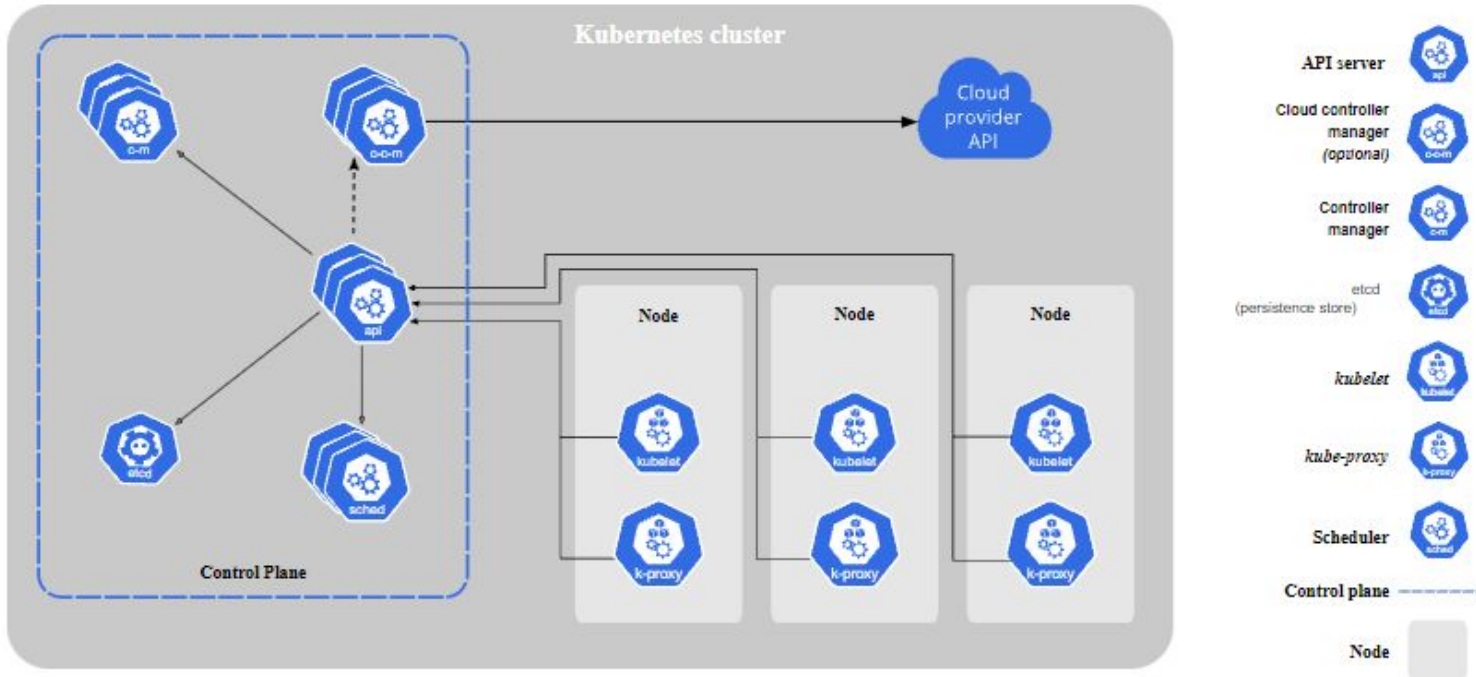 Kubernetes cluster
c-m
c-c-m
Cloud
provider
API
api
etcd
sched
Control Plane
Node
kubelet
k-proxy
Node
kubelet
k-proxy
Node
kubelet
k-proxy
API server
api
Cloud controller
manager
(optional)
c-c-m
Controller
manager
c-m
etcd
(persistence store)
etcd
kubelet
kubelet
kube-proxy
k-proxy
Scheduler
sched
Control plane
Node